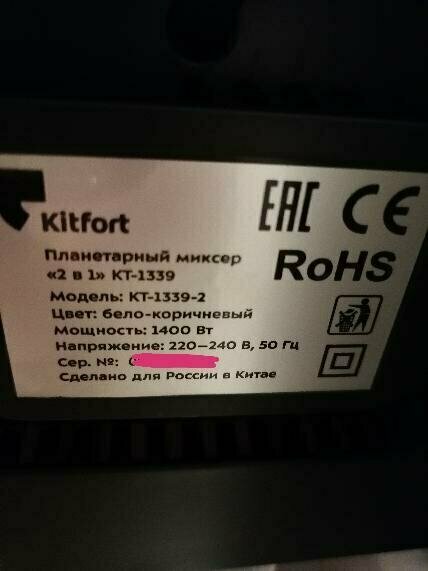 Kitfort
EAC CE
Планетарный миксер
«2 в 1» КТ-1339
RoHS
Модель: КТ-1339-2
Цвет: бело-коричневый
Мощность: 1400 Вт
Напряжение: 220–240 В, 50 Гц
Сер. №:
Сделано для России в Китае